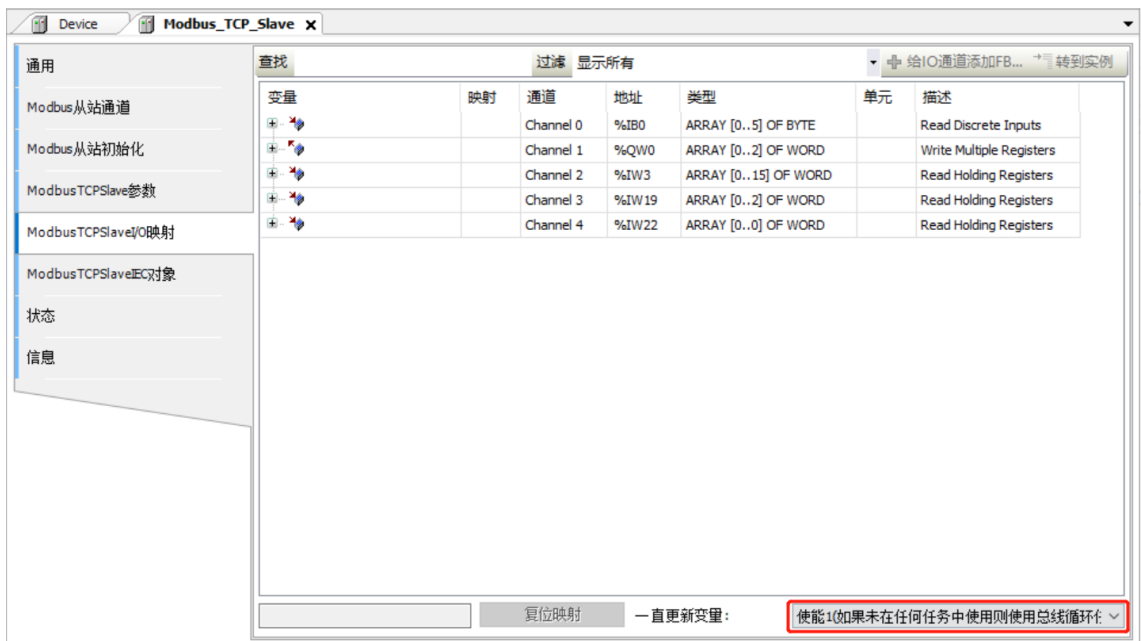 Device
Modbus_TCP_Slave X
通用
Modbus从站通道
Modbus从站初始化
ModbusTCPSlave参数
ModbusTCPSlaveI/O映射
ModbusTCPSlaveIEC对象
状态
信息
查找 过滤 显示所有 给IO通道添加FB... 转到实例
变量 映射 通道 地址 类型 单元 描述
Channel 0 %IB0 ARRAY [0..5] OF BYTE Read Discrete Inputs
Channel 1 %QW0 ARRAY [0..2] OF WORD Write Multiple Registers
Channel 2 %IW3 ARRAY [0..15] OF WORD Read Holding Registers
Channel 3 %IW19 ARRAY [0..2] OF WORD Read Holding Registers
Channel 4 %IW22 ARRAY [0..0] OF WORD Read Holding Registers
复位映射 一直更新变量: 使能1(如果未在任何任务中使用则使用总线循环